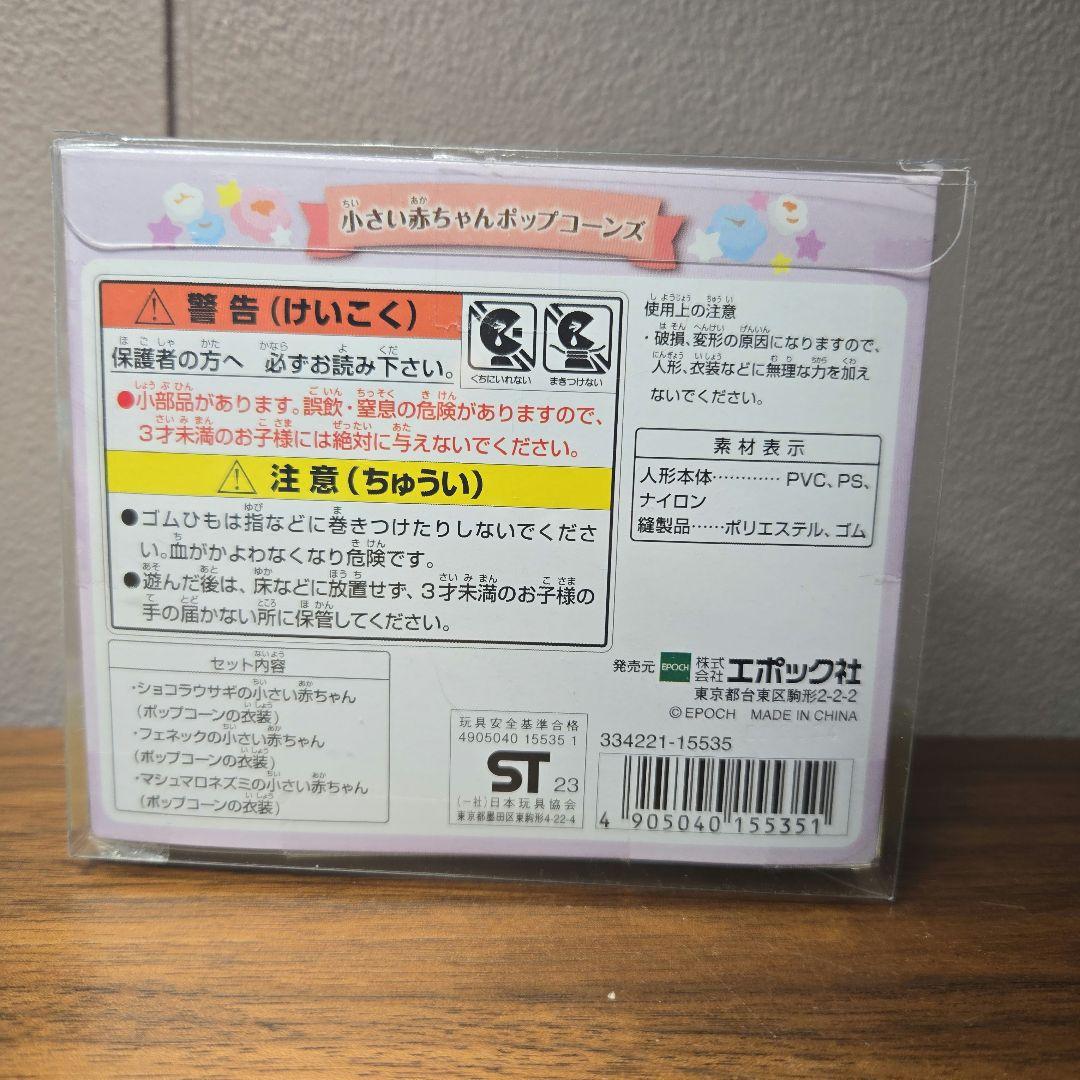 小さい赤ちゃんポップコーンズ
警告(けいこく)
保護者の方へ 必ずお読み下さい。
くちにいれない まきつけない
●小部品があります。誤飲・窒息の危険がありますので、
3才未満のお子様には絶対に与えないでください。
注意(ちゅうい)
●ゴムひもは指などに巻きつけたりしないでくださ
い。血がかよわなくなり危険です。
●遊んだ後は、床などに放置せず、3才未満のお子様の
手の届かない所に保管してください。
使用上の注意
・破損、変形の原因になりますので、
人形、衣装などに無理な力を加え
ないでください。
素材表示
人形本体…………PVC、PS、
ナイロン
縫製品……ポリエステル、ゴム
セット内容
・ショコラウサギの小さい赤ちゃん
(ポップコーンの衣装)
・フェネックの小さい赤ちゃん
(ポップコーンの衣装)
・マシュマロネズミの小さい赤ちゃん
(ポップコーンの衣装)
玩具安全基準合格
4905040 15535 1
ST 23
(一社)日本玩具協会
東京都墨田区東駒形4-22-4
発売元 EPOCH 株式会社 エポック社
東京都台東区駒形2-2-2
© EPOCH MADE IN CHINA
334221-15535
4 905040 155351